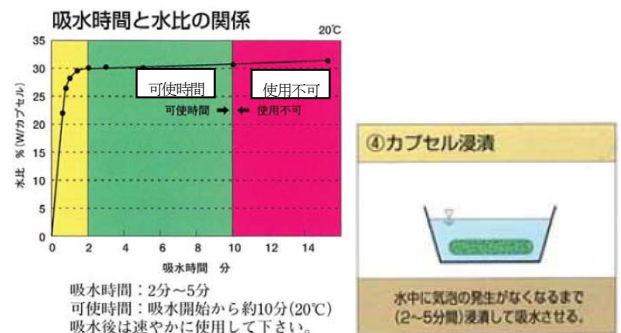 吸水時間と水比の関係
20℃
水比 %(W/カプセル)
35
30
25
20
15
10
5
0
可使時間
使用不可
可使時間 ➡ ⬅ 使用不可
0 2 4 6 8 10 12 14
吸水時間 分
吸水時間：2分～5分
可使時間：吸水開始から約10分(20℃)
吸水後は速やかに使用して下さい。
④カプセル浸漬
水中に気泡の発生がなくなるまで
(2～5分間)浸漬して吸水させる。